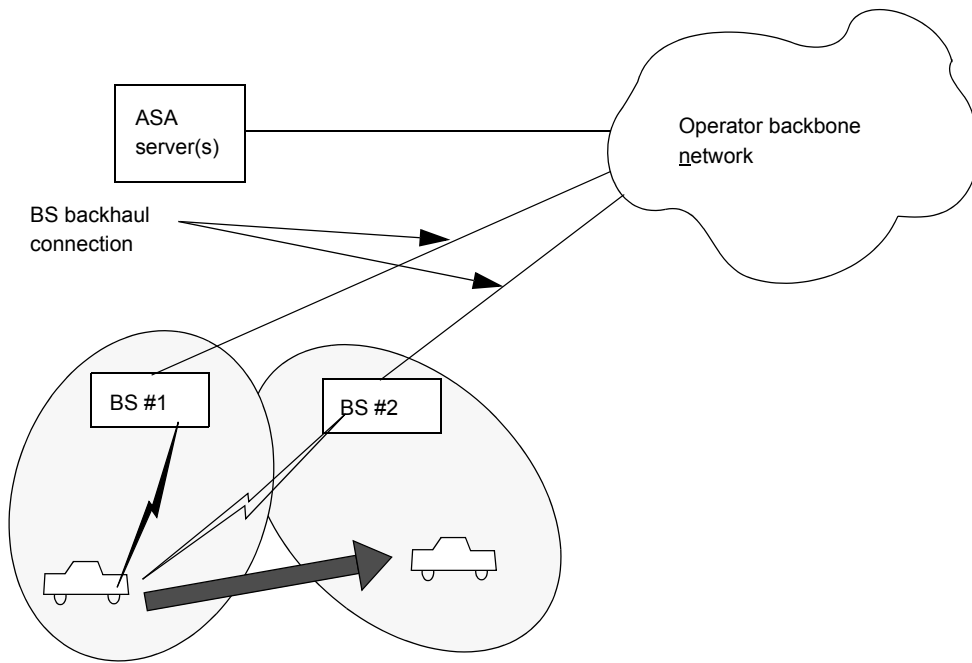 ASA
server(s)
Operator backbone
network
BS backhaul
connection
BS #1
BS #2